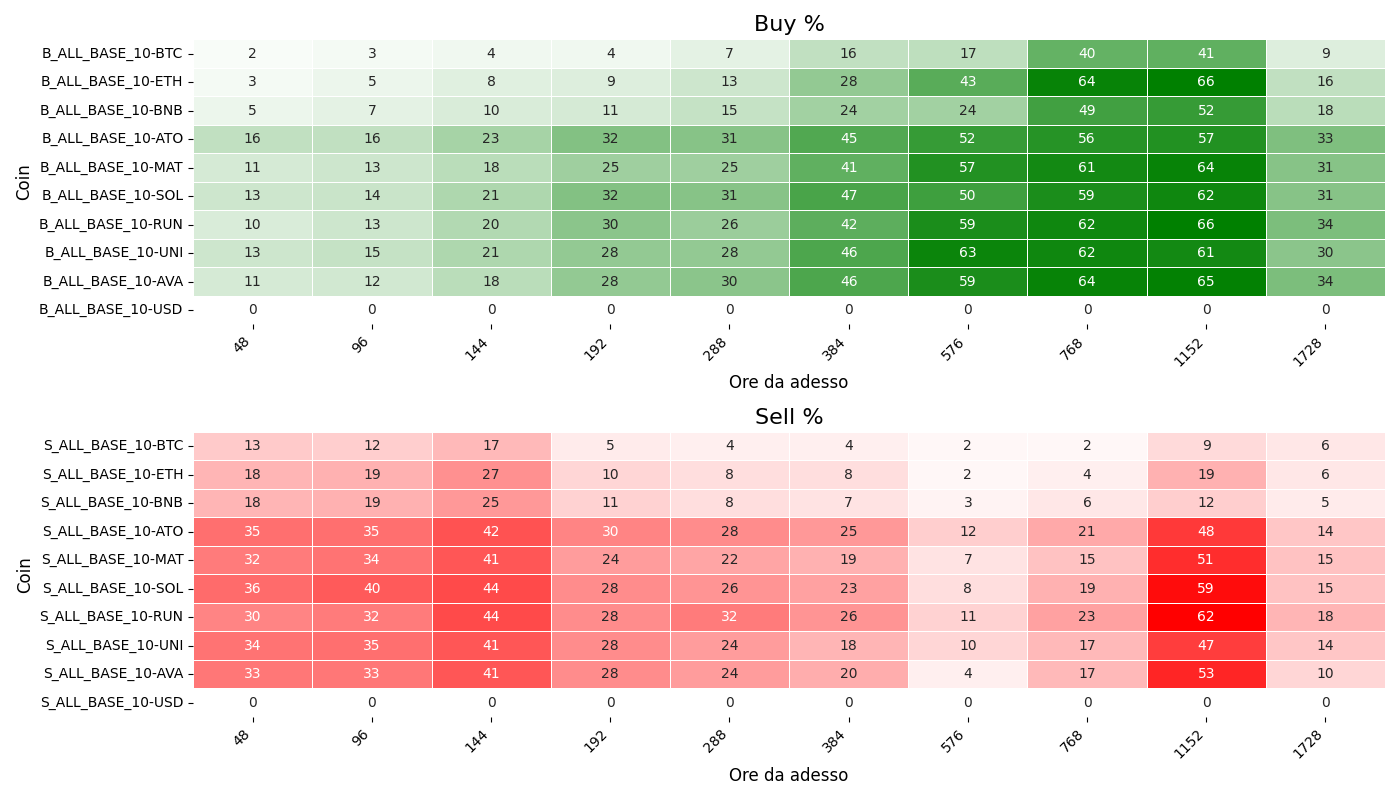 Buy %
B_ALL_BASE_10-BTC 2 3 4 4 7 16 17 40 41 9
B_ALL_BASE_10-ETH 3 5 8 9 13 28 43 64 66 16
B_ALL_BASE_10-BNB 5 7 10 11 15 24 24 49 52 18
B_ALL_BASE_10-ATO 16 16 23 32 31 45 52 56 57 33
B_ALL_BASE_10-MAT 11 13 18 25 25 41 57 61 64 31
B_ALL_BASE_10-SOL 13 14 21 32 31 47 50 59 62 31
B_ALL_BASE_10-RUN 10 13 20 30 26 42 59 62 66 34
B_ALL_BASE_10-UNI 13 15 21 28 28 46 63 62 61 30
B_ALL_BASE_10-AVA 11 12 18 28 30 46 59 64 65 34
B_ALL_BASE_10-USD 0 0 0 0 0 0 0 0 0 0
Coin
48 96 144 192 288 384 576 768 1152 1728
Ore da adesso
Sell %
S_ALL_BASE_10-BTC 13 12 17 5 4 4 2 2 9 6
S_ALL_BASE_10-ETH 18 19 27 10 8 8 2 4 19 6
S_ALL_BASE_10-BNB 18 19 25 11 8 7 3 6 12 5
S_ALL_BASE_10-ATO 35 35 42 30 28 25 12 21 48 14
S_ALL_BASE_10-MAT 32 34 41 24 22 19 7 15 51 15
S_ALL_BASE_10-SOL 36 40 44 28 26 23 8 19 59 15
S_ALL_BASE_10-RUN 30 32 44 28 32 26 11 23 62 18
S_ALL_BASE_10-UNI 34 35 41 28 24 18 10 17 47 14
S_ALL_BASE_10-AVA 33 33 41 28 24 20 4 17 53 10
S_ALL_BASE_10-USD 0 0 0 0 0 0 0 0 0 0
Coin
48 96 144 192 288 384 576 768 1152 1728
Ore da adesso